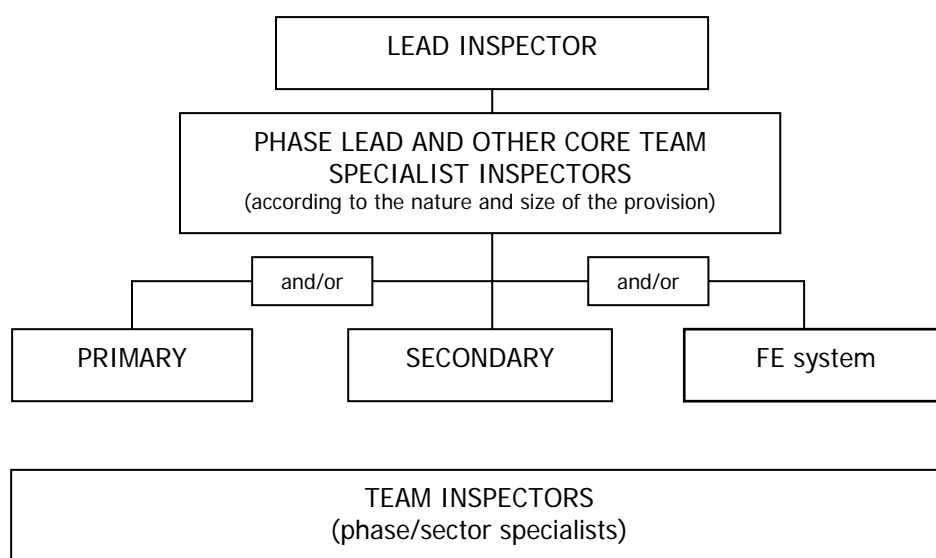 LEAD INSPECTOR
PHASE LEAD AND OTHER CORE TEAM
SPECIALIST INSPECTORS
(according to the nature and size of the provision)
and/or
and/or
PRIMARY
SECONDARY
FE system
TEAM INSPECTORS
(phase/sector specialists)